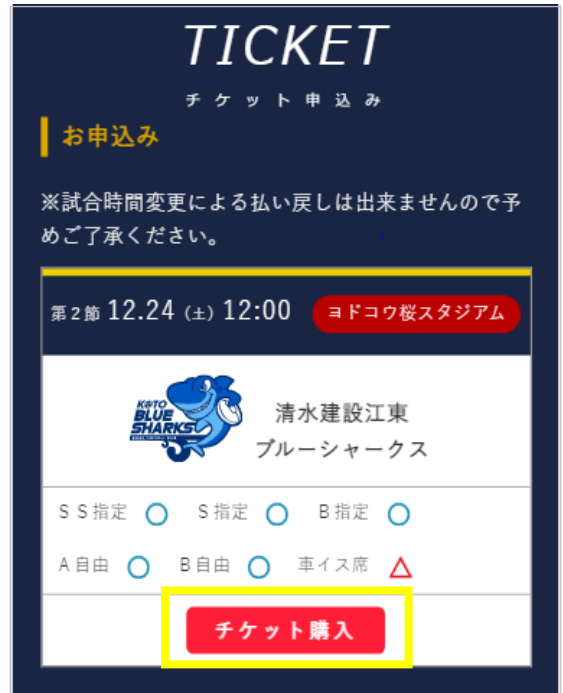 TICKET
チケット申込み
お申込み
※試合時間変更による払い戻しは出来ませんので予
めご了承ください。
第2節 12.24 (土) 12:00 ヨドコウ桜スタジアム
KOTO
BLUE
SHARKS
清水建設江東
ブルーシャークス
ＳＳ指定 ○ Ｓ指定 ○ Ｂ指定 ○
Ａ自由 ○ Ｂ自由 ○ 車イス席 △
チケット購入